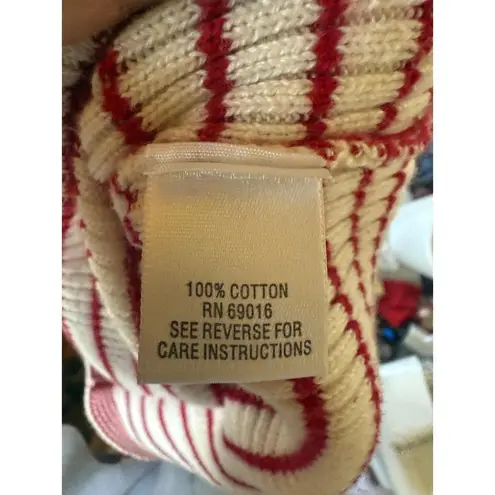 100% COTTON
RN 69016
SEE REVERSE FOR
CARE INSTRUCTIONS